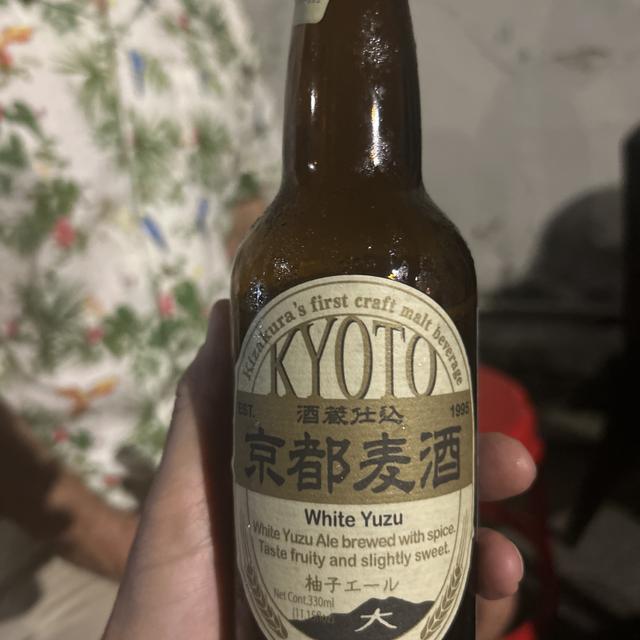 Kizakura's first craft malt beverage
KYOTO
EST. 酒蔵仕込 1995
京都麦酒
White Yuzu
White Yuzu Ale brewed with spice.
Taste fruity and slightly sweet.
柚子エール
Net Cont.330ml
大